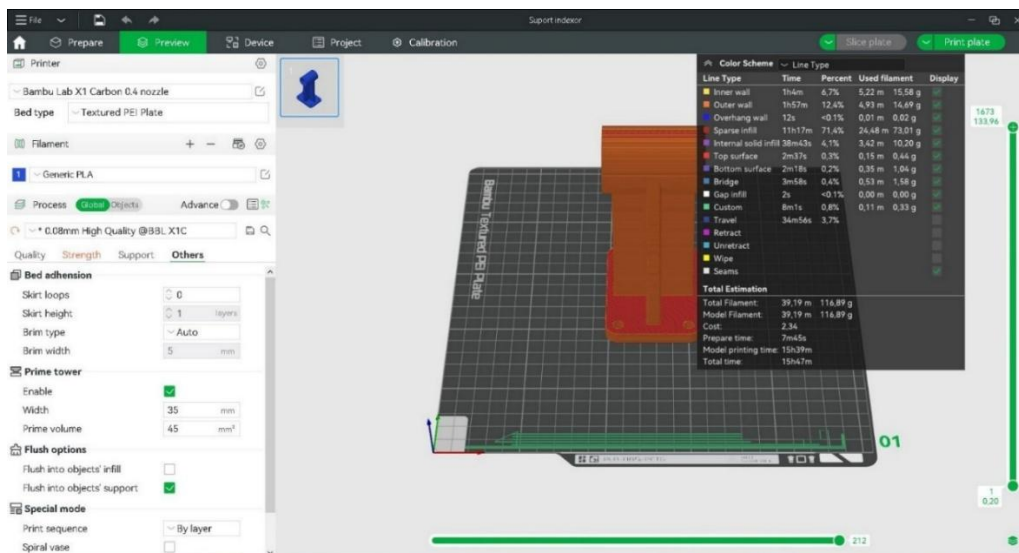 File
Suport indexor
Prepare
Preview
Device
Project
Calibration
Slice plate
Print plate
Printer
Bambu Lab X1 Carbon 0.4 nozzle
Bed type
Textured PEI Plate
Filament
1
Generic PLA
Process
Global
Objects
Advance
* 0.08mm High Quality @BBL X1C
Quality Strength Support Others
Bed adhension
Skirt loops 0
Skirt height 1 layers
Brim type Auto
Brim width 5 mm
Prime tower
Enable
Width 35 mm
Prime volume 45 mm³
Flush options
Flush into objects' infill
Flush into objects' support
Special mode
Print sequence By layer
Spiral vase
1
Color Scheme Line Type
Line Type Time Percent Used filament Display
Inner wall 1h4m 6,7% 5,22 m 15,58 g
Outer wall 1h57m 12,4% 4,93 m 14,69 g
Overhang wall 12s <0.1% 0,01 m 0,02 g
Sparse infill 11h17m 71,4% 24,48 m 73,01 g
Internal solid infill 38m43s 4,1% 3,42 m 10,20 g
Top surface 2m37s 0,3% 0,15 m 0,44 g
Bottom surface 2m18s 0,2% 0,35 m 1,04 g
Bridge 3m58s 0,4% 0,53 m 1,58 g
Gap infill 2s <0.1% 0,00 m 0,00 g
Custom 8m1s 0,8% 0,11 m 0,33 g
Travel 34m56s 3,7%
Retract
Unretract
Wipe
Seams
Total Estimation
Total Filament: 39,19 m 116,89 g
Model Filament: 39,19 m 116,89 g
Cost: 2,34
Prepare time: 7m45s
Model printing time: 15h39m
Total time: 15h47m
1673
133,96
Bambu Textured PEI Plate
01
1
0,20
212